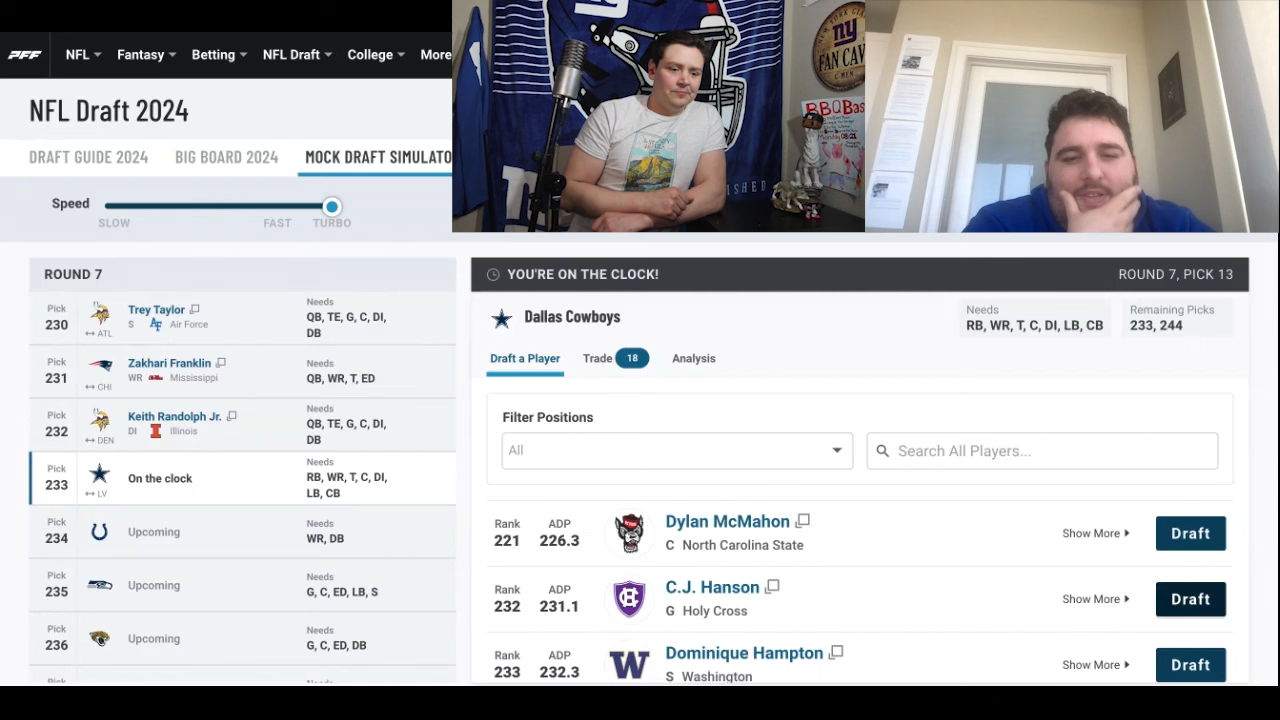 PFF NFL Fantasy Betting NFL Draft College More
NFL Draft 2024
DRAFT GUIDE 2024 BIG BOARD 2024 MOCK DRAFT SIMULATO
Speed
SLOW FAST TURBO
NEW YORK GIANTS
ny
FAN CAVE
BBQ Bas
ROUND 7
Pick 230
ATL
Trey Taylor
S Air Force
Needs
QB, TE, G, C, DI,
DB
Pick 231
CHI
Zakhari Franklin
WR Mississippi
Needs
QB, WR, T, ED
Pick 232
DEN
Keith Randolph Jr.
DI Illinois
Needs
QB, TE, G, C, DI,
DB
Pick 233
LV
On the clock
Needs
RB, WR, T, C, DI,
LB, CB
Pick 234
Upcoming
Needs
WR, DB
Pick 235
Upcoming
Needs
G, C, ED, LB, S
Pick 236
Upcoming
Needs
G, C, ED, DB
YOU'RE ON THE CLOCK! ROUND 7, PICK 13
Dallas Cowboys
Needs
RB, WR, T, C, DI, LB, CB
Remaining Picks
233, 244
Draft a Player Trade 18 Analysis
Filter Positions
All
Search All Players...
Rank 221
ADP 226.3
Dylan McMahon
C North Carolina State
Show More
Draft
Rank 232
ADP 231.1
C.J. Hanson
G Holy Cross
Show More
Draft
Rank 233
ADP 232.3
W
Dominique Hampton
S Washington
Show More
Draft